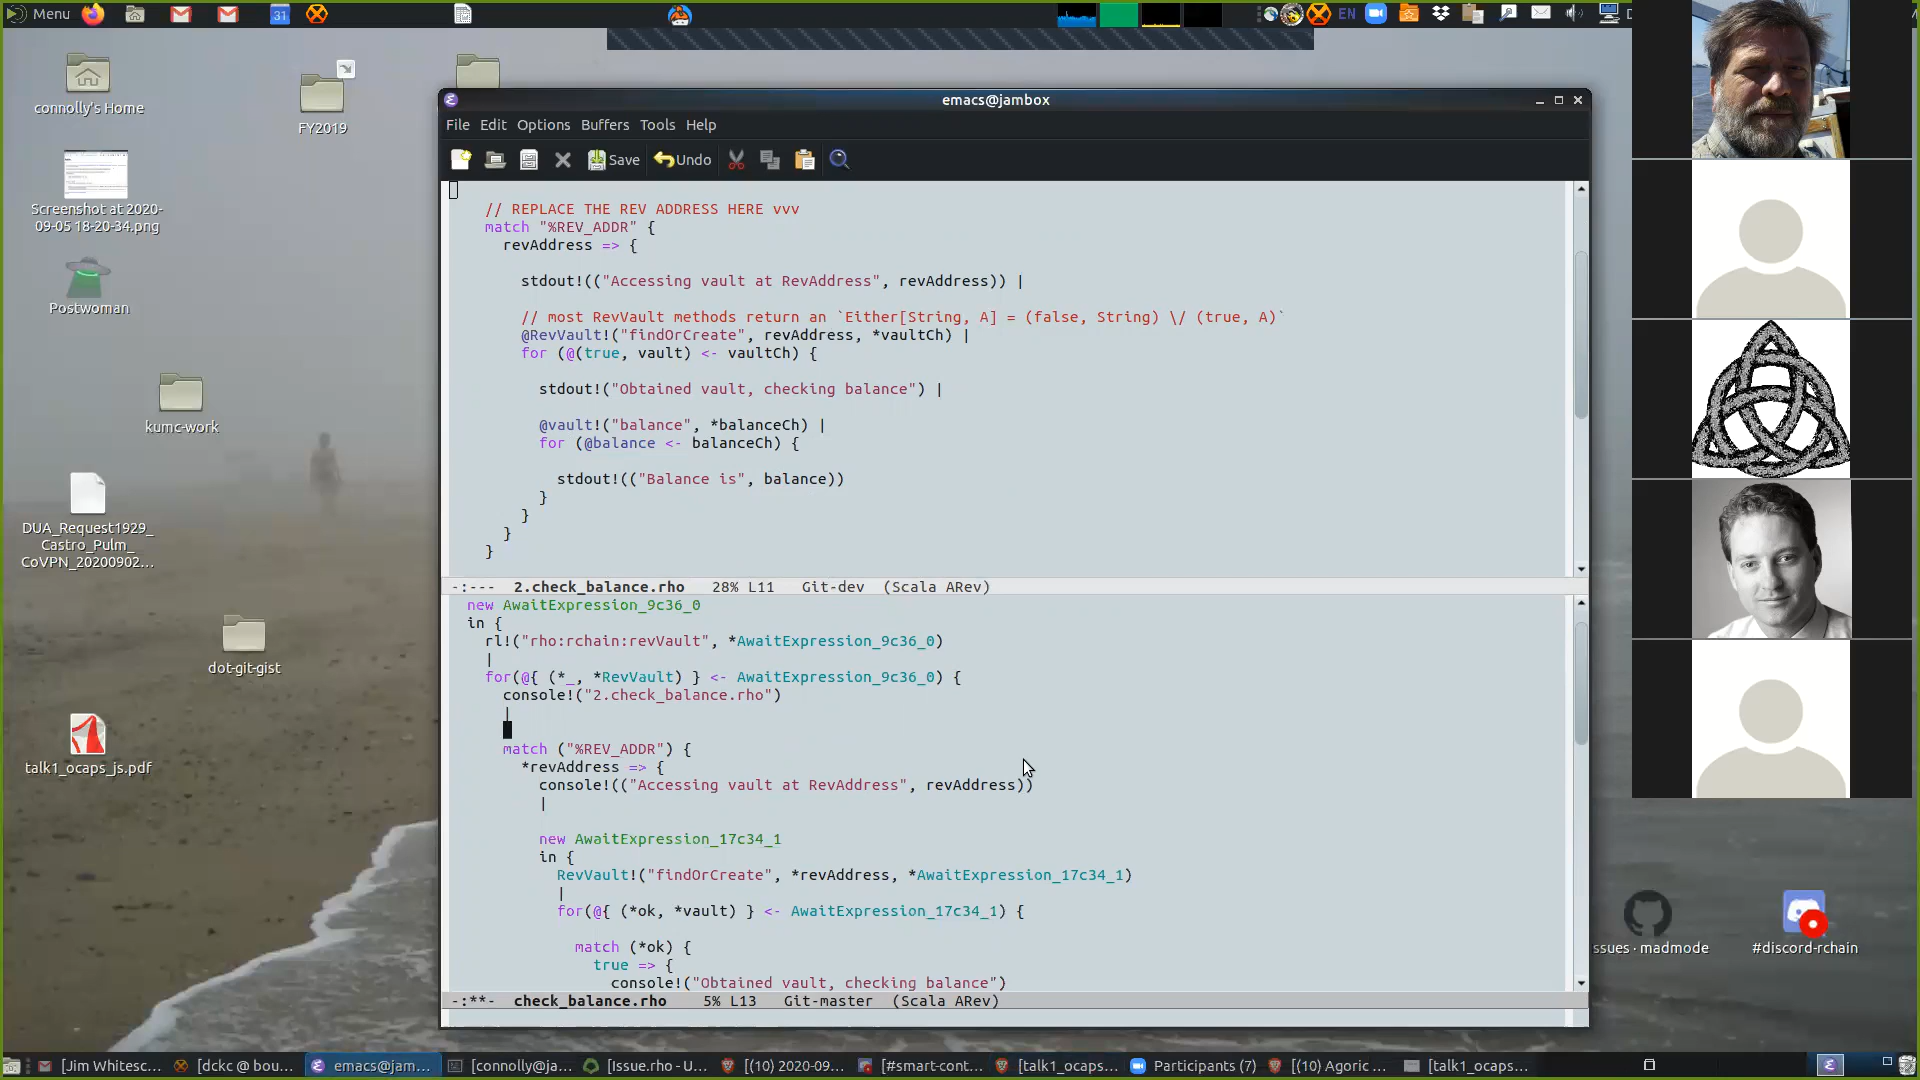 Menu
31
EN
connolly's Home
FY2019
Screenshot at 2020-
09-05 18-20-34.png
Postwoman
kumc-work
DUA_Request1929_
Castro_Pulm_
CoVPN_20200902...
dot-git-gist
talk1_ocaps_js.pdf
emacs@jambox
File Edit Options Buffers Tools Help
Save Undo
// REPLACE THE REV ADDRESS HERE vvv
match "%REV_ADDR" {
revAddress => {
stdout!(("Accessing vault at RevAddress", revAddress)) |
// most RevVault methods return an `Either[String, A] = (false, String) \/ (true, A)`
@RevVault!("findOrCreate", revAddress, *vaultCh) |
for (@(true, vault) <- vaultCh) {
stdout!("Obtained vault, checking balance") |
@vault!("balance", *balanceCh) |
for (@balance <- balanceCh) {
stdout!(("Balance is", balance))
}
}
}
}
-:--- 2.check_balance.rho 28% L11 Git-dev (Scala ARev)
new AwaitExpression_9c36_0
in {
rl!("rho:rchain:revVault", *AwaitExpression_9c36_0)
|
for(@{ (*_, *RevVault) } <- AwaitExpression_9c36_0) {
console!("2.check_balance.rho")
|
match ("%REV_ADDR") {
*revAddress => {
console!(("Accessing vault at RevAddress", revAddress))
|
new AwaitExpression_17c34_1
in {
RevVault!("findOrCreate", *revAddress, *AwaitExpression_17c34_1)
|
for(@{ (*ok, *vault) } <- AwaitExpression_17c34_1) {
match (*ok) {
true => {
console!("Obtained vault, checking balance")
-:**- check_balance.rho 5% L13 Git-master (Scala ARev)
ssues · madmode
#discord-rchain
[Jim Whitesc... [dckc @ bou... emacs@jam... [connolly@ja... [Issue.rho - U... [(10) 2020-09... [#smart-cont... [talk1_ocaps... Participants (7) [(10) Agoric ... [talk1_ocaps...